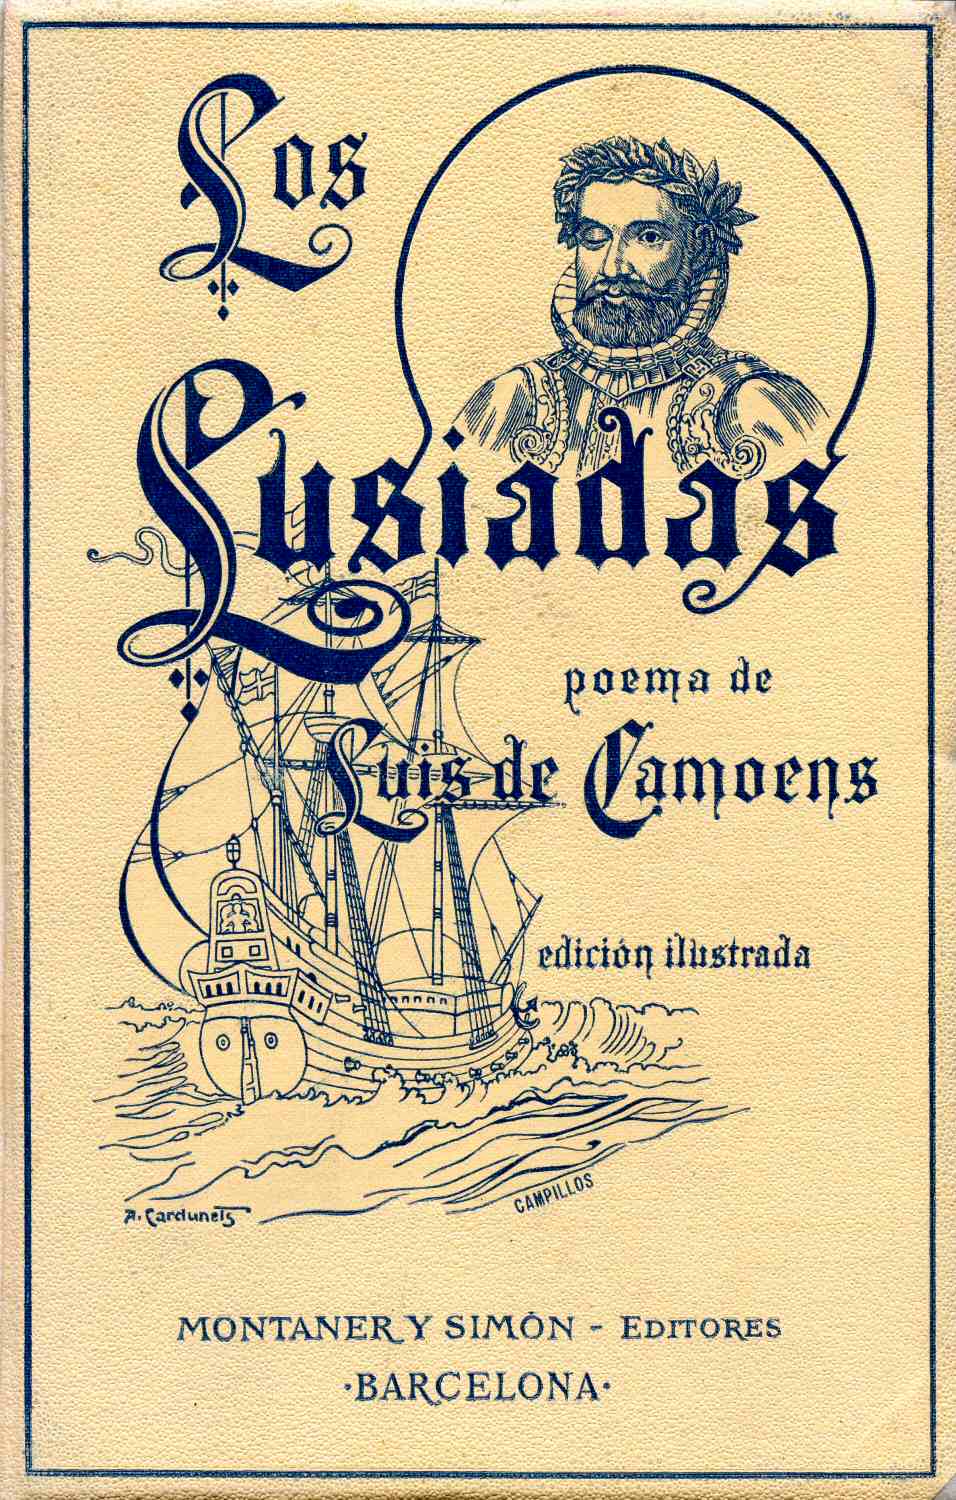 Los
Lusiadas
poema de
Luis de Camoens
edición ilustrada
CAMPILLOS
A. Cardunets
MONTANER Y SIMÓN - EDITORES
·BARCELONA·